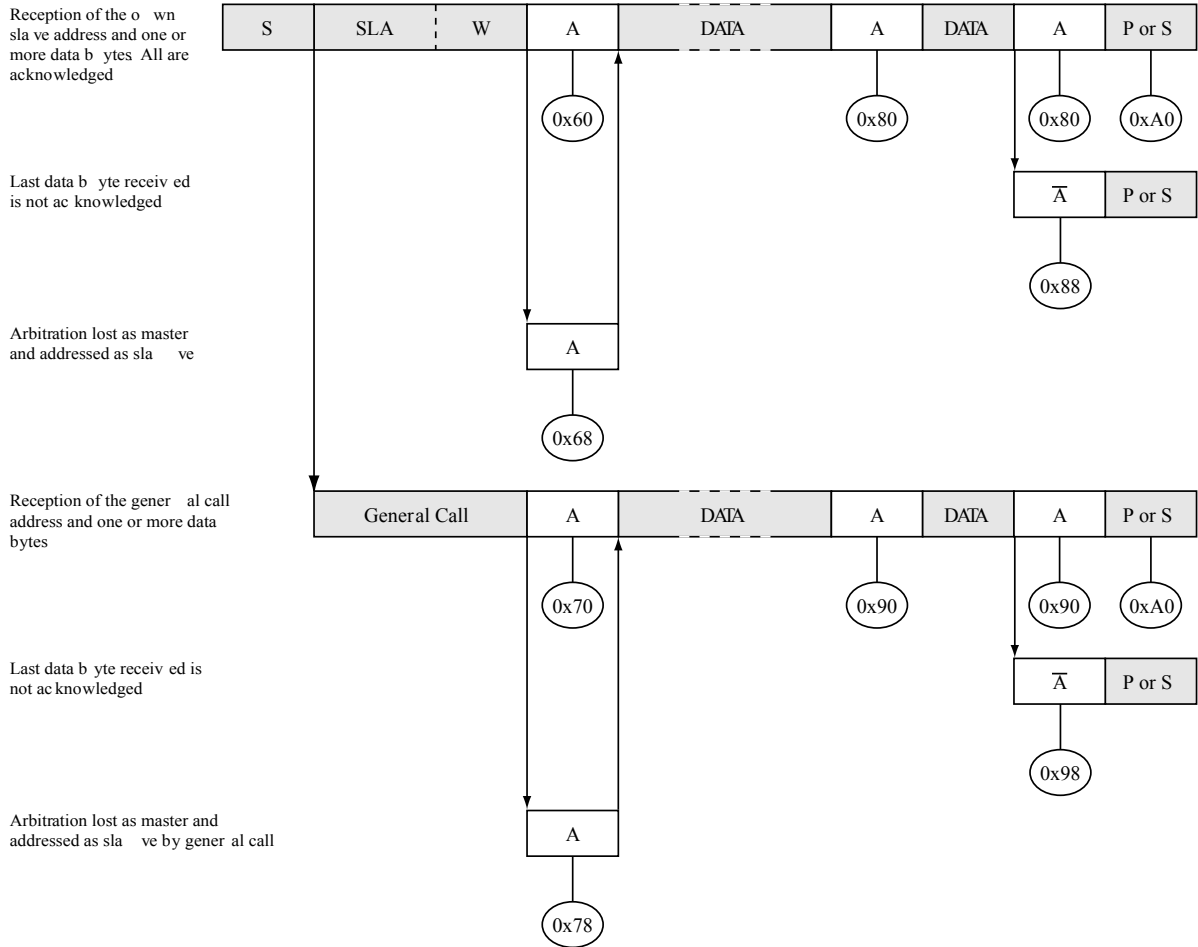 Reception of the o wn
sla ve address and one or
more data b ytes. All are
acknowledged
S SLA W A DATA A DATA A P or S
0x60 0x80 0x80 0xA0
Last data b yte receiv ed
is not ac knowledged
A P or S
0x88
Arbitration lost as master
and addressed as sla ve
A
0x68
Reception of the gener al call
address and one or more data
bytes
General Call A DATA A DATA A P or S
0x70 0x90 0x90 0xA0
Last data b yte receiv ed is
not ac knowledged
A P or S
0x98
Arbitration lost as master and
addressed as sla ve by gener al call
A
0x78